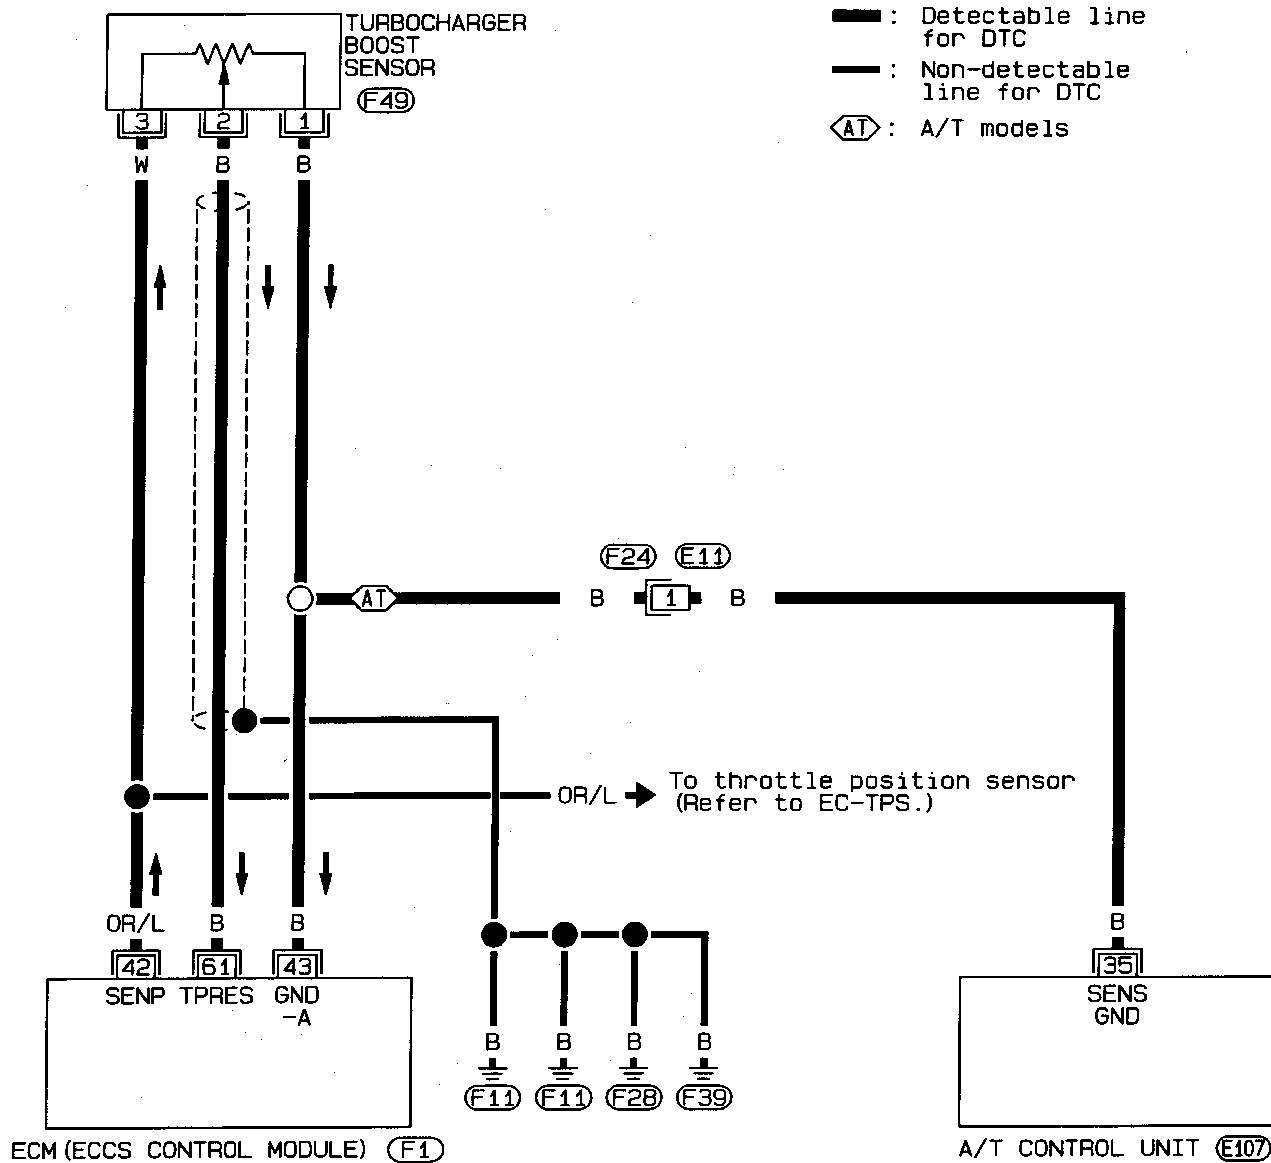 TURBOCHARGER
BOOST
SENSOR
F49
: Detectable line
for DTC
: Non-detectable
line for DTC
AT : A/T models
3 2 1
W B B
F24 E11
AT B 1 B
OR/L To throttle position sensor
(Refer to EC-TPS.)
OR/L B B B
42 61 43 35
SENP TPRES GND SENS
-A GND
B B B B
F11 F11 F28 F39
ECM (ECCS CONTROL MODULE) F1
A/T CONTROL UNIT E107